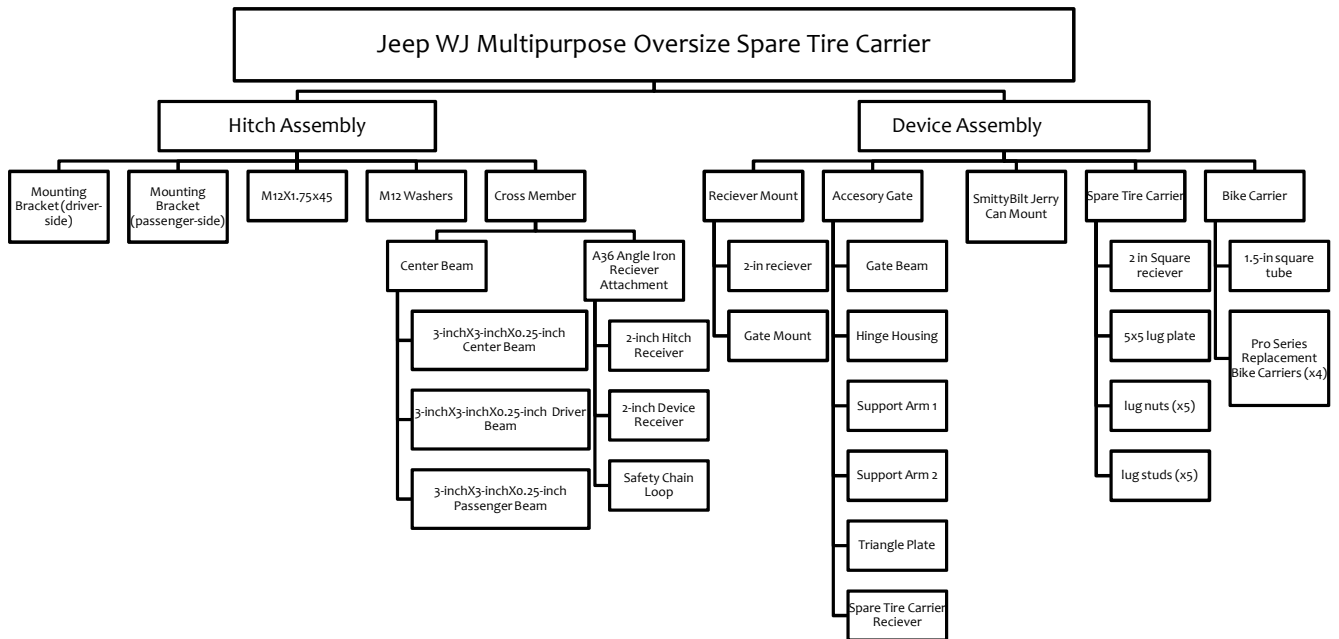 Jeep WJ Multipurpose Oversize Spare Tire Carrier
Hitch Assembly
Device Assembly
Mounting
Bracket (driver-
side)
Mounting
Bracket
(passenger-side)
M12X1.75x45
M12 Washers
Cross Member
Center Beam
3-inchX3-inchX0.25-inch
Center Beam
3-inchX3-inchX0.25-inch Driver
Beam
3-inchX3-inchX0.25-inch
Passenger Beam
A36 Angle Iron
Reciever
Attachment
2-inch Hitch
Receiver
2-inch Device
Receiver
Safety Chain
Loop
Reciever Mount
2-in reciever
Gate Mount
Accesory Gate
Gate Beam
Hinge Housing
Support Arm 1
Support Arm 2
Triangle Plate
Spare Tire Carrier
Reciever
SmittyBilt Jerry
Can Mount
Spare Tire Carrier
2 in Square
reciever
5x5 lug plate
lug nuts (x5)
lug studs (x5)
Bike Carrier
1.5-in square
tube
Pro Series
Replacement
Bike Carriers (x4)